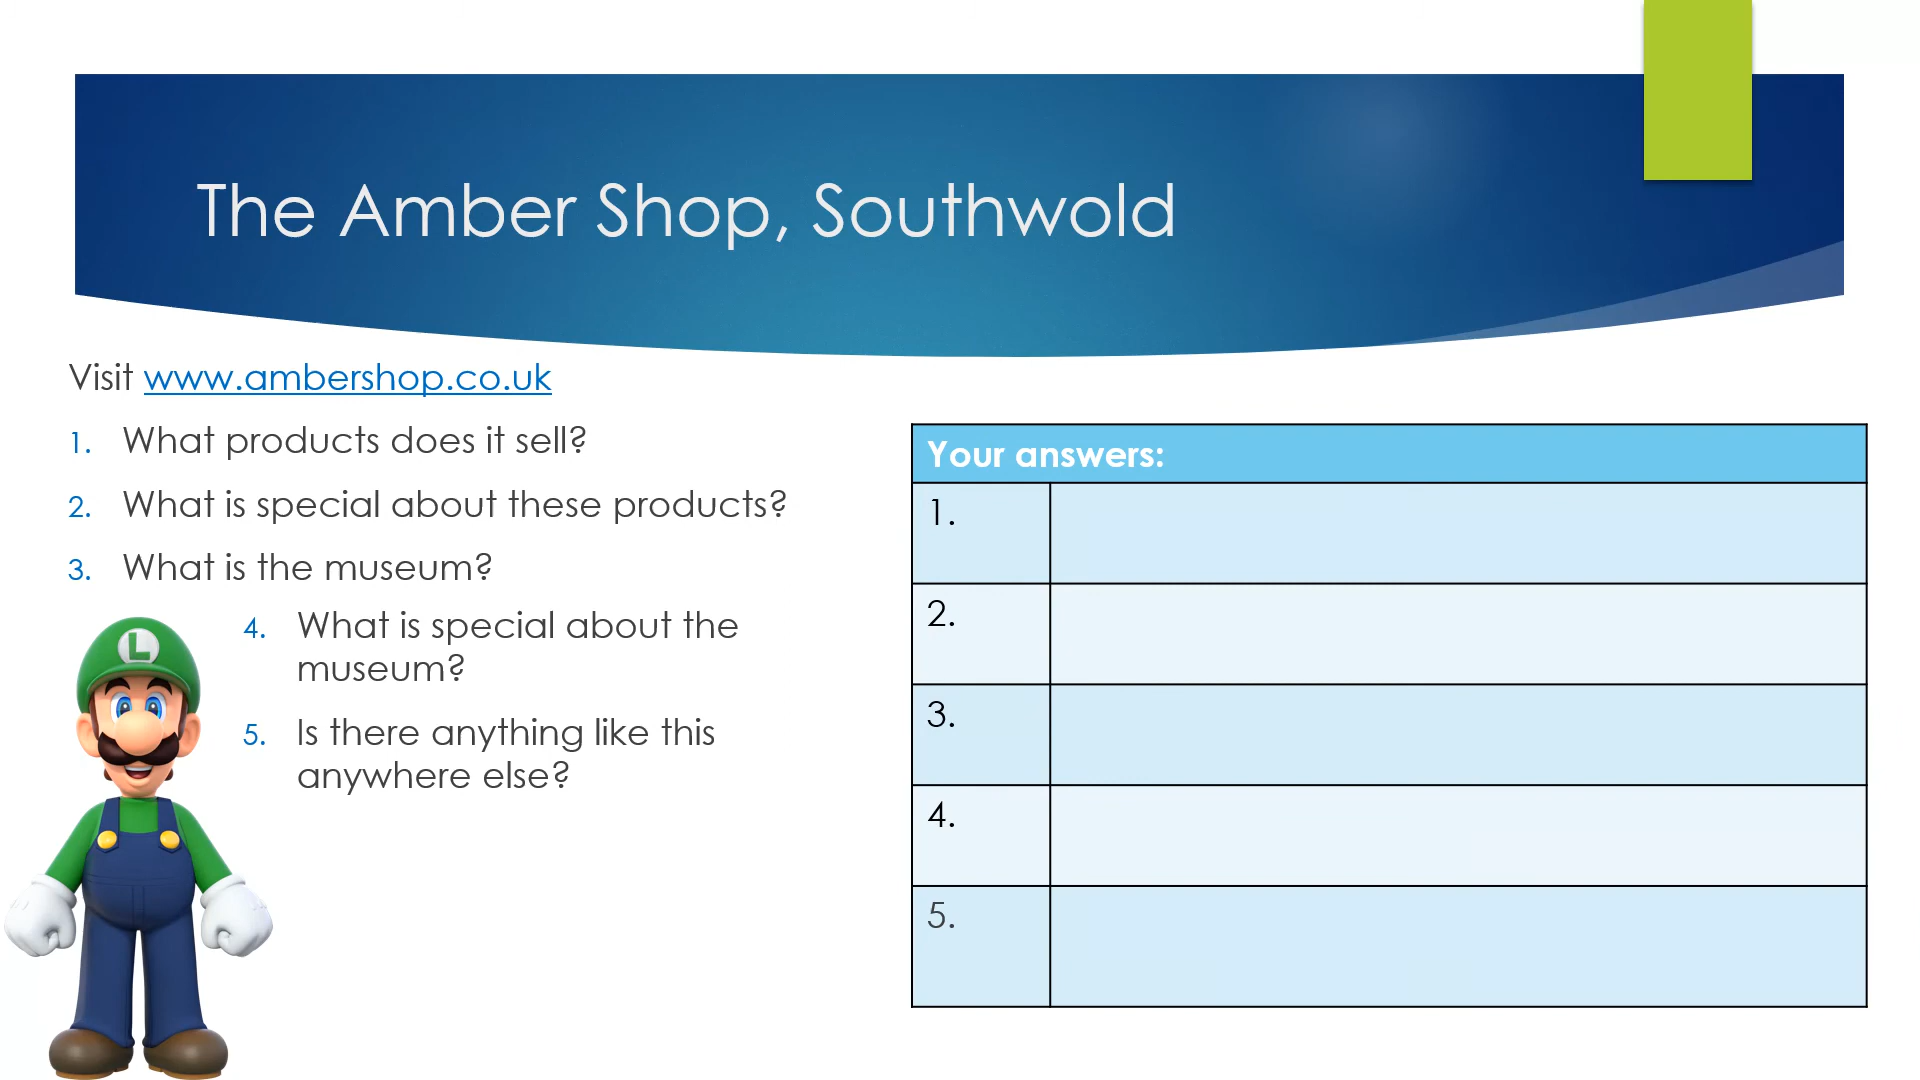 The Amber Shop, Southwold
Visit www.ambershop.co.uk
1. What products does it sell?
2. What is special about these products?
3. What is the museum?
4. What is special about the
museum?
5. Is there anything like this
anywhere else?
L
Your answers:
1.
2.
3.
4.
5.